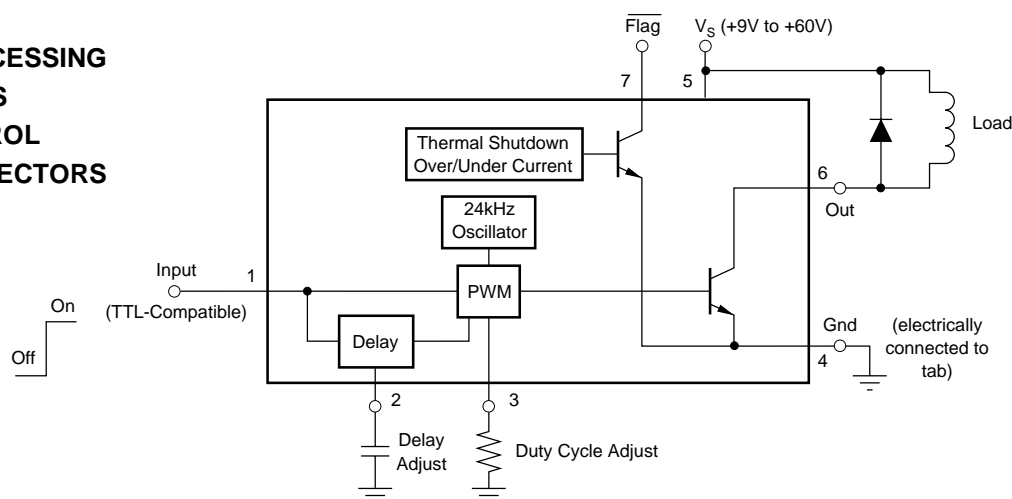 CESSING
S
ROL
ECTORS
Flag
VS (+9V to +60V)
7
5
Thermal Shutdown
Over/Under Current
Load
6
Out
24kHz
Oscillator
Input
1
(TTL-Compatible)
PWM
On
Off
Delay
Gnd
4
(electrically
connected to
tab)
2
3
Delay
Adjust
Duty Cycle Adjust